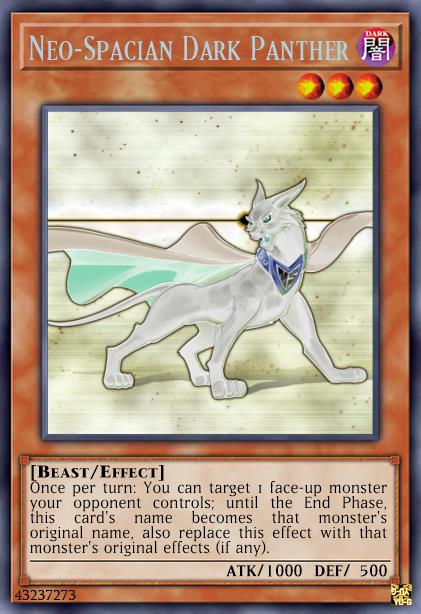 Neo-Spacian Dark Panther
DARK
闇
[Beast/Effect]
Once per turn: You can target 1 face-up monster
your opponent controls; until the End Phase,
this card's name becomes that monster's
original name, also replace this effect with that
monster's original effects (if any).
ATK/1000 DEF/ 500
43237273